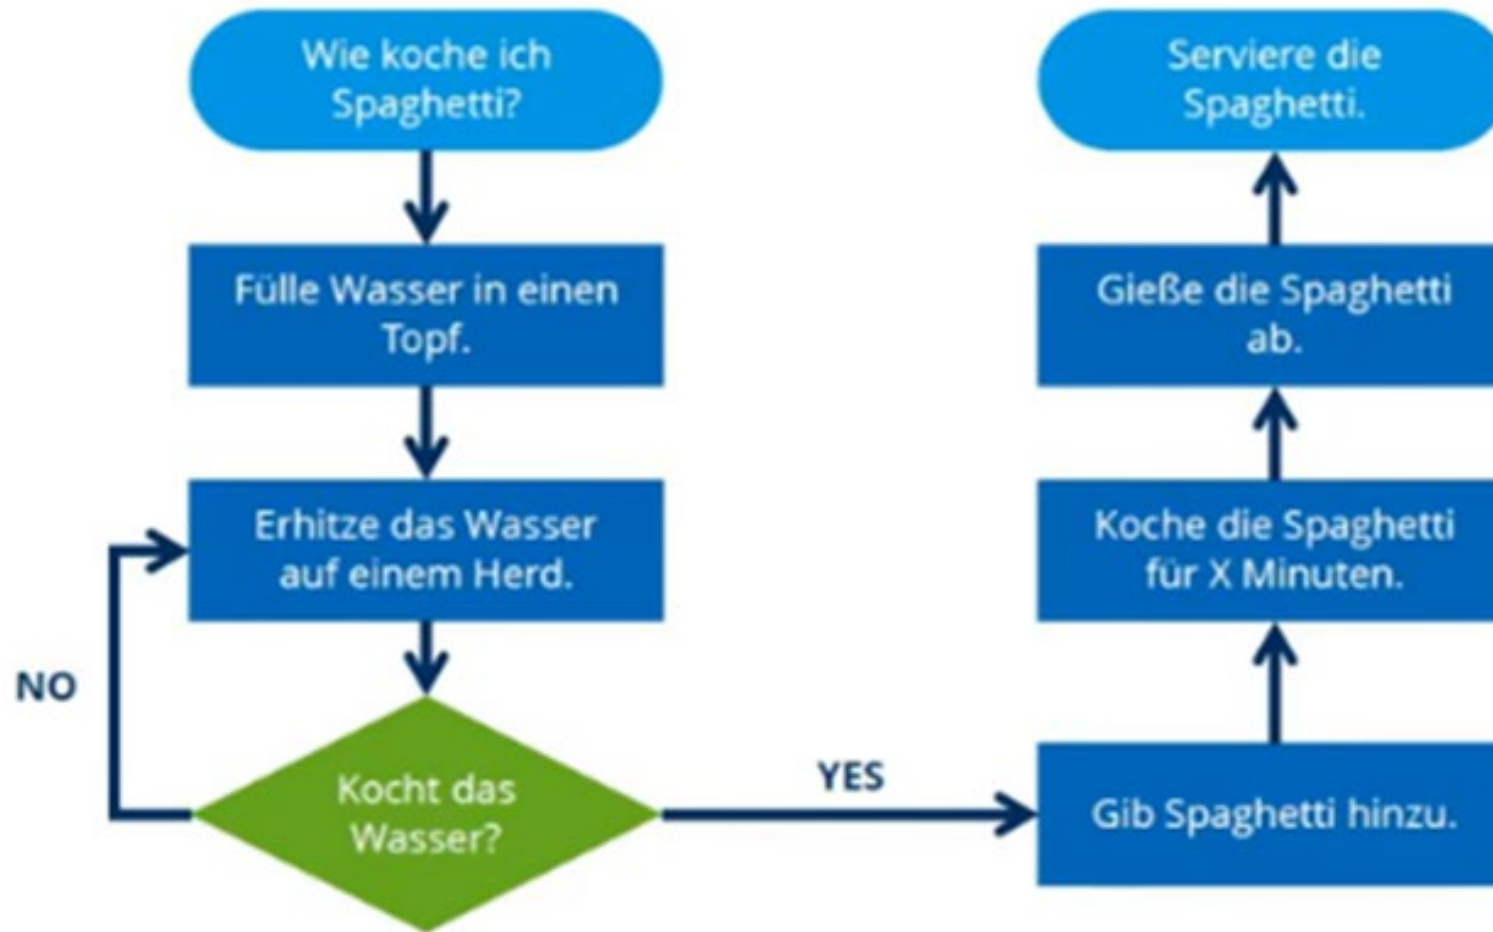 Wie koche ich
Spaghetti?
Fülle Wasser in einen
Topf.
Erhitze das Wasser
auf einem Herd.
NO
Kocht das
Wasser?
YES
Gib Spaghetti hinzu.
Koche die Spaghetti
für X Minuten.
Gieße die Spaghetti
ab.
Serviere die
Spaghetti.